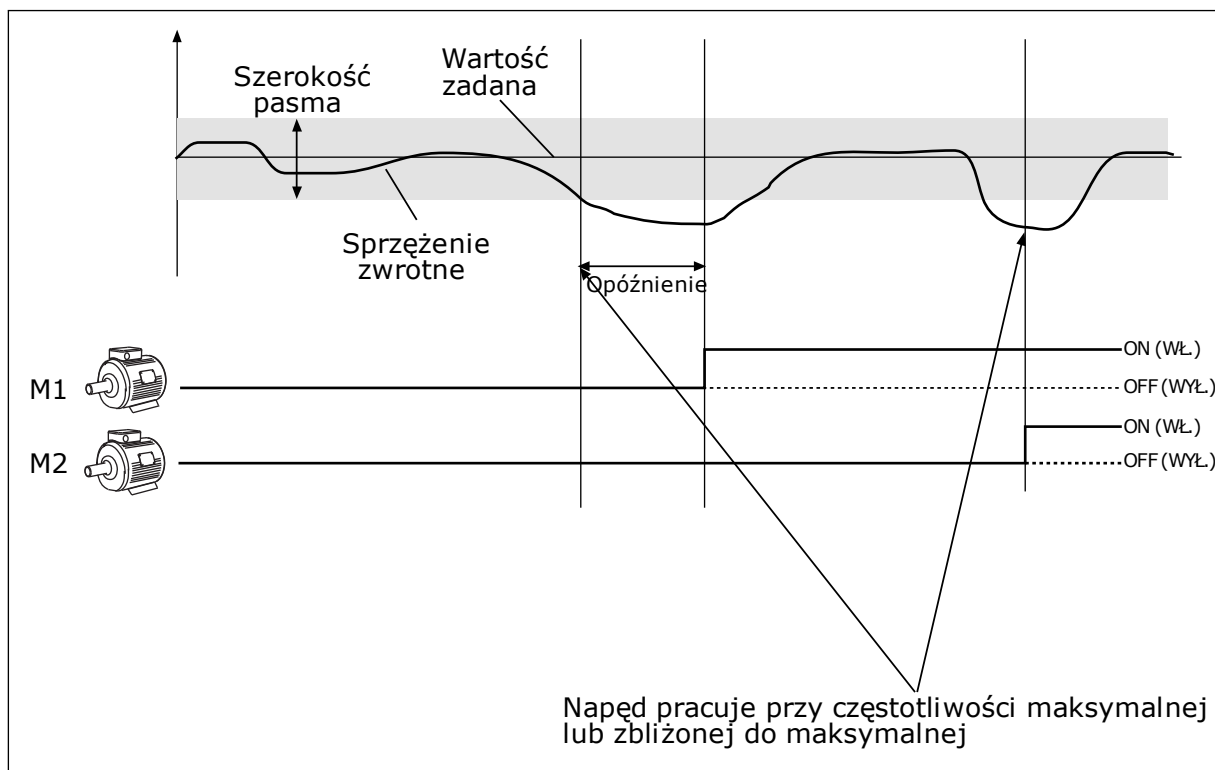 Szerokość
pasma
Wartość
zadana
Sprzężenie
zwrotne
Opóźnienie
M1
ON (WŁ.)
OFF (WYŁ.)
M2
ON (WŁ.)
OFF (WYŁ.)
Napęd pracuje przy częstotliwości maksymalnej
lub zbliżonej do maksymalnej